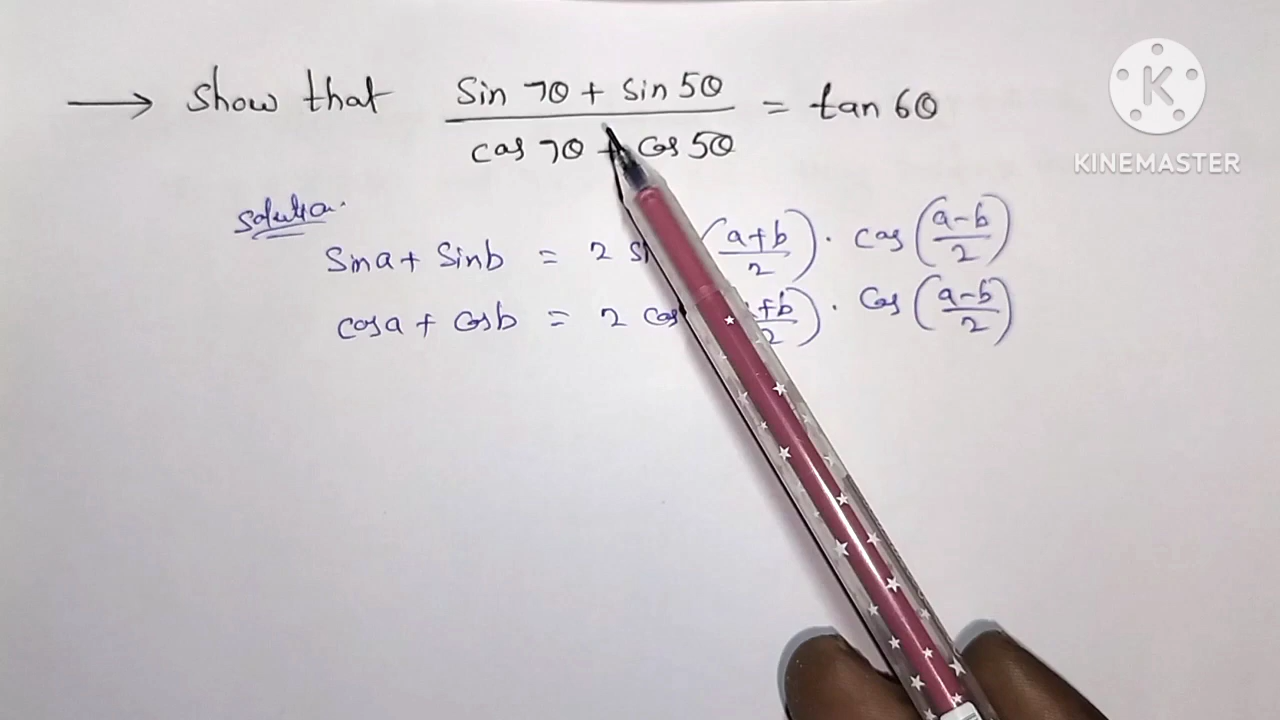 → Show that sin 7θ + sin 5θ / cos 7θ + cos 5θ = tan 6θ
KINEMASTER
Solution.
Sina + Sinb = 2 (a+b/2) · cos (a-b/2)
cosa + cosb = 2 cos +b/2) · cos (a-b/2)